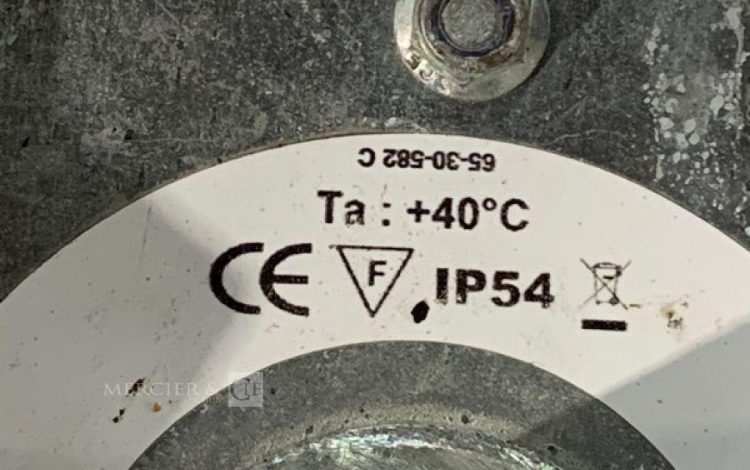 65-30-582 C
Ta : +40°C
CE F IP54
MERCIER & CIE